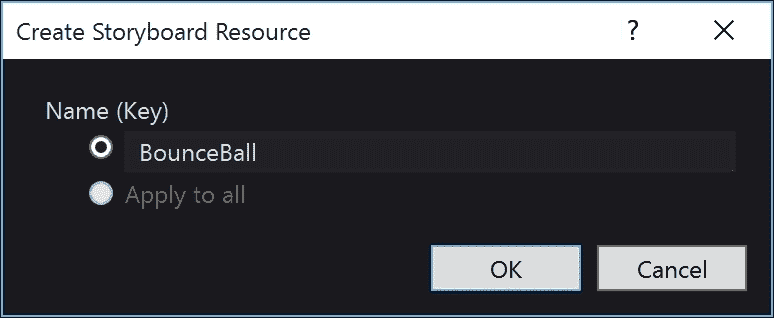 Create Storyboard Resource ?
Name (Key)
BounceBall
Apply to all
OK Cancel